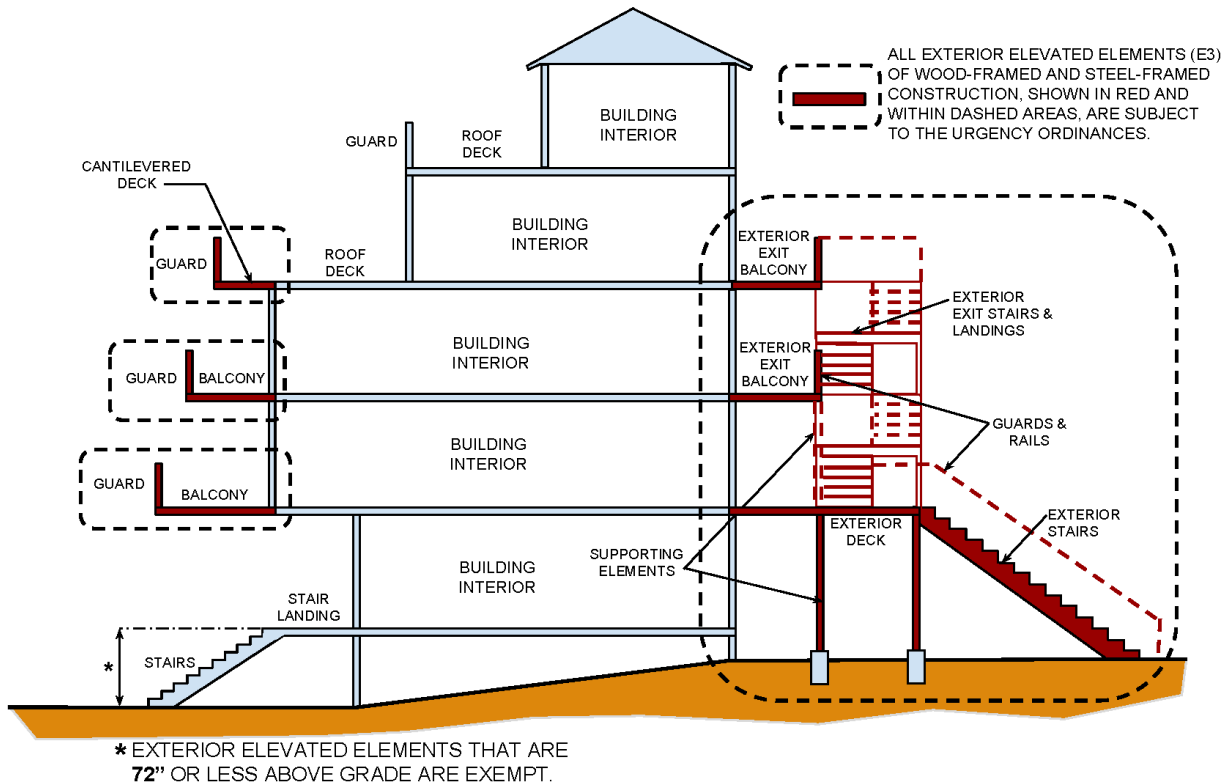 ALL EXTERIOR ELEVATED ELEMENTS (E3)
OF WOOD-FRAMED AND STEEL-FRAMED
CONSTRUCTION, SHOWN IN RED AND
WITHIN DASHED AREAS, ARE SUBJECT
TO THE URGENCY ORDINANCES.
BUILDING
INTERIOR
GUARD
ROOF
DECK
CANTILEVERED
DECK
BUILDING
INTERIOR
EXTERIOR
EXIT
BALCONY
GUARD
ROOF
DECK
EXTERIOR
EXIT STAIRS &
LANDINGS
BUILDING
INTERIOR
EXTERIOR
EXIT
BALCONY
GUARD
BALCONY
GUARDS &
RAILS
BUILDING
INTERIOR
GUARD
BALCONY
EXTERIOR
DECK
EXTERIOR
STAIRS
SUPPORTING
ELEMENTS
BUILDING
INTERIOR
STAIR
LANDING
*
STAIRS
* EXTERIOR ELEVATED ELEMENTS THAT ARE
72” OR LESS ABOVE GRADE ARE EXEMPT.